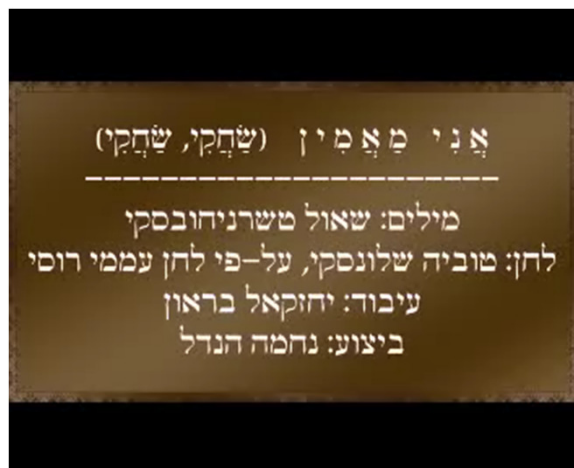 אֲנִי מַאֲמִין (שַׂחֲקִי, שַׂחֲקִי)
מילים: שאול טשרניחובסקי
לחן: טוביה שלונסקי, על-פי לחן עממי רוסי
עיבוד: יחזקאל בראון
ביצוע: נחמה הנדל